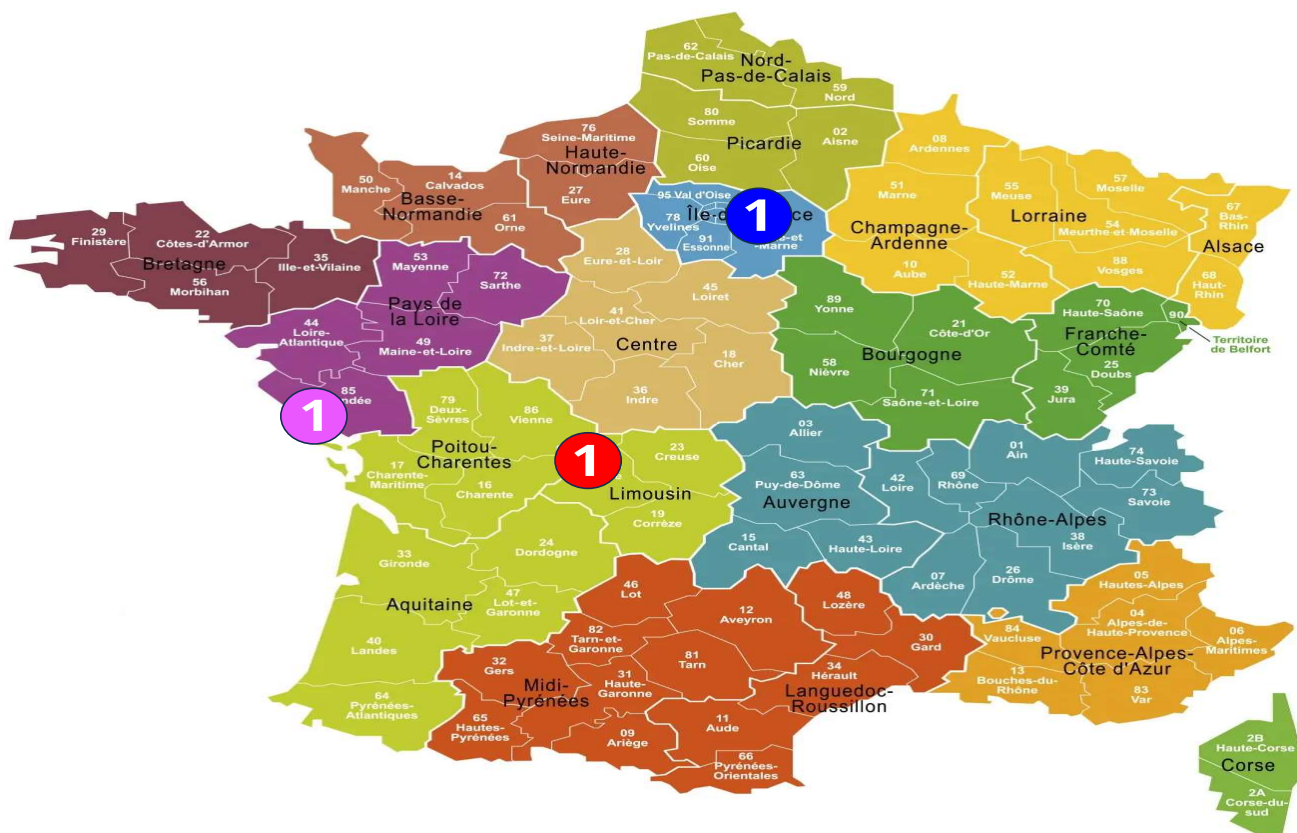 62
Pas-de-Calais
Nord-
Pas-de-Calais
59
Nord
80
Somme
02
Aisne
Picardie
60
Oise
76
Seine-Maritime
Haute-
Normandie
27
Eure
14
Calvados
50
Manche
Basse-
Normandie
61
Orne
08
Ardennes
51
Marne
Champagne-
Ardenne
10
Aube
52
Haute-Marne
55
Meuse
57
Moselle
Lorraine
54
Meurthe-et-Moselle
88
Vosges
67
Bas-
Rhin
Alsace
68
Haut-
Rhin
95 Val d'Oise
78
Yvelines
91
Essonne
Marne
1
29
Finistère
22
Côtes-d'Armor
35
Ille-et-Vilaine
Bretagne
56
Morbihan
53
Mayenne
72
Sarthe
Pays de
la Loire
44
Loire-
Atlantique
49
Maine-et-Loire
85
1
28
Eure-et-Loir
45
Loiret
41
Loir-et-Cher
37
Indre-et-Loire
Centre
18
Cher
36
Indre
89
Yonne
21
Côte-d'Or
Bourgogne
58
Nièvre
71
Saône-et-Loire
70
Haute-Saône
90
Territoire
de Belfort
Franche-
Comté
25
Doubs
39
Jura
79
Deux-
Sèvres
86
Vienne
Poitou-
Charentes
17
Charente-
Maritime
16
Charente
1
23
Creuse
Limousin
19
Corrèze
03
Allier
63
Puy-de-Dôme
Auvergne
15
Cantal
43
Haute-Loire
42
Loire
69
Rhône
01
Ain
74
Haute-Savoie
73
Savoie
Rhône-Alpes
38
Isère
07
Ardèche
26
Drôme
33
Gironde
24
Dordogne
Aquitaine
47
Lot-et-
Garonne
40
Landes
64
Pyrénées-
Atlantiques
46
Lot
12
Aveyron
82
Tarn-et-
Garonne
32
Gers
81
Tarn
31
Haute-
Garonne
Midi-
Pyrénées
65
Hautes-
Pyrénées
09
Ariège
48
Lozère
30
Gard
34
Hérault
Languedoc-
Roussillon
11
Aude
66
Pyrénées-
Orientales
05
Hautes-Alpes
84
Vaucluse
04
Alpes-de-
Haute-Provence
06
Alpes-
Maritimes
Provence-Alpes-
Côte d'Azur
13
Bouches-du-
Rhône
83
Var
2B
Haute-Corse
Corse
2A
Corse-du-
sud